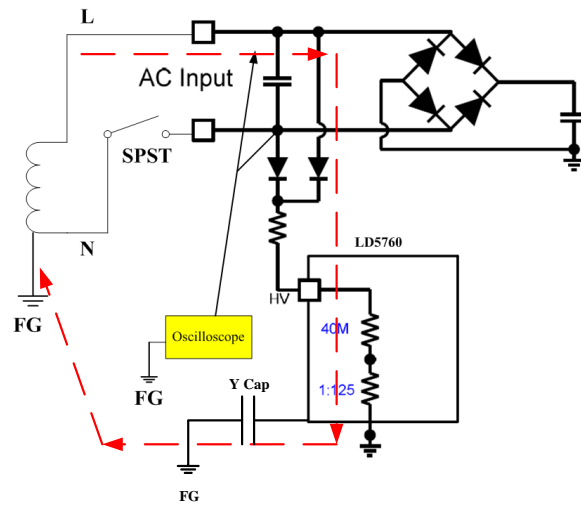 L
AC Input
SPST
N
LD5760
HV
FG
Oscilloscope
40M
FG
Y Cap
1:125
FG